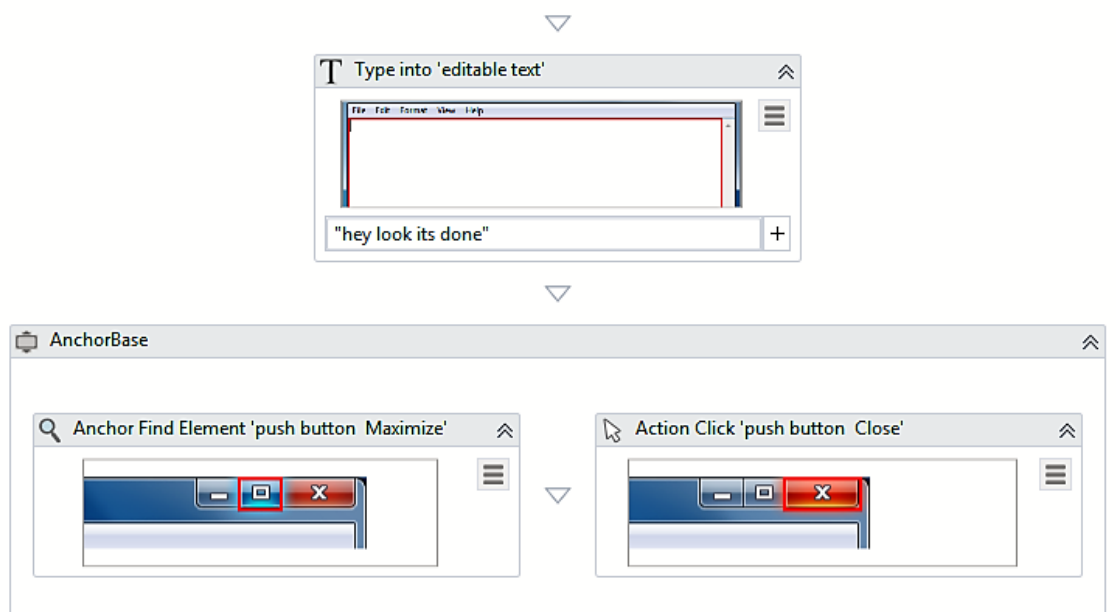 T Type into 'editable text'
File Edit Format View Help
"hey look its done"
+
AnchorBase
Anchor Find Element 'push button  Maximize'
Action Click 'push button  Close'